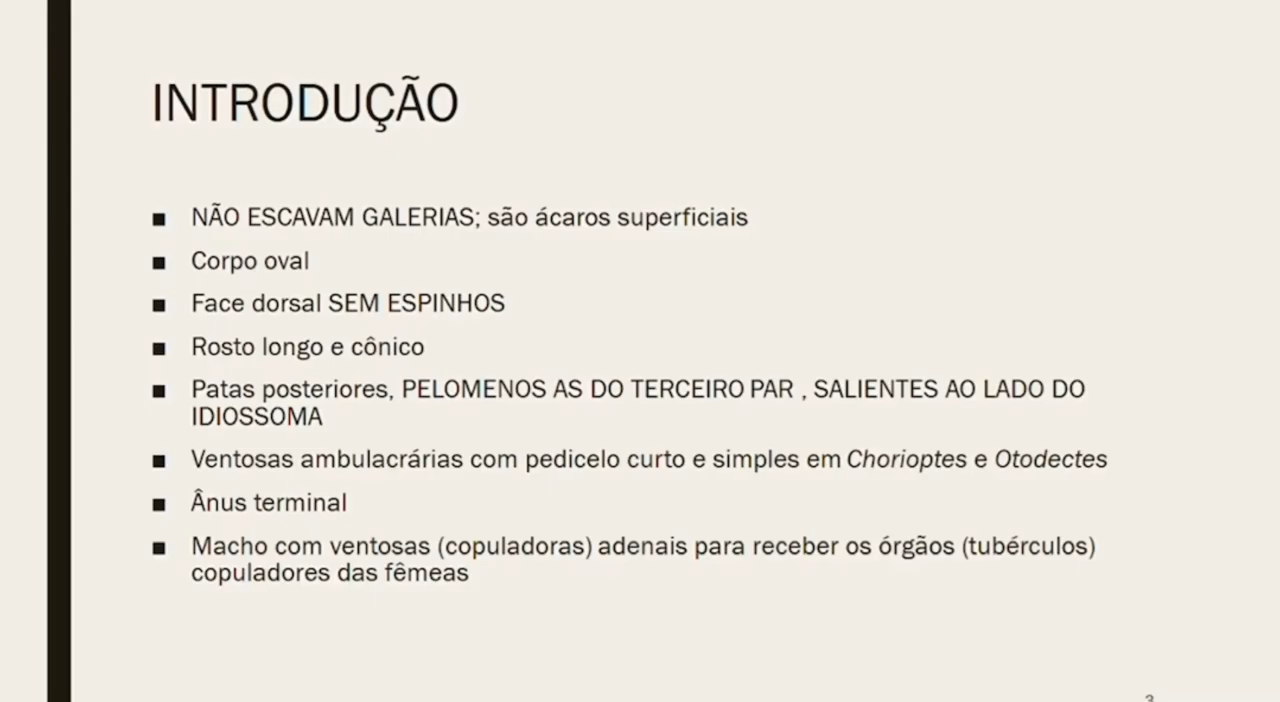 INTRODUÇÃO
■ NÃO ESCAVAM GALERIAS; são ácaros superficiais
■ Corpo oval
■ Face dorsal SEM ESPINHOS
■ Rosto longo e cônico
■ Patas posteriores, PELOMENOS AS DO TERCEIRO PAR , SALIENTES AO LADO DO
IDIOSSOMA
■ Ventosas ambulacrárias com pedicelo curto e simples em Chorioptes e Otodectes
■ Ânus terminal
■ Macho com ventosas (copuladoras) adenais para receber os órgãos (tubérculos)
copuladores das fêmeas
3